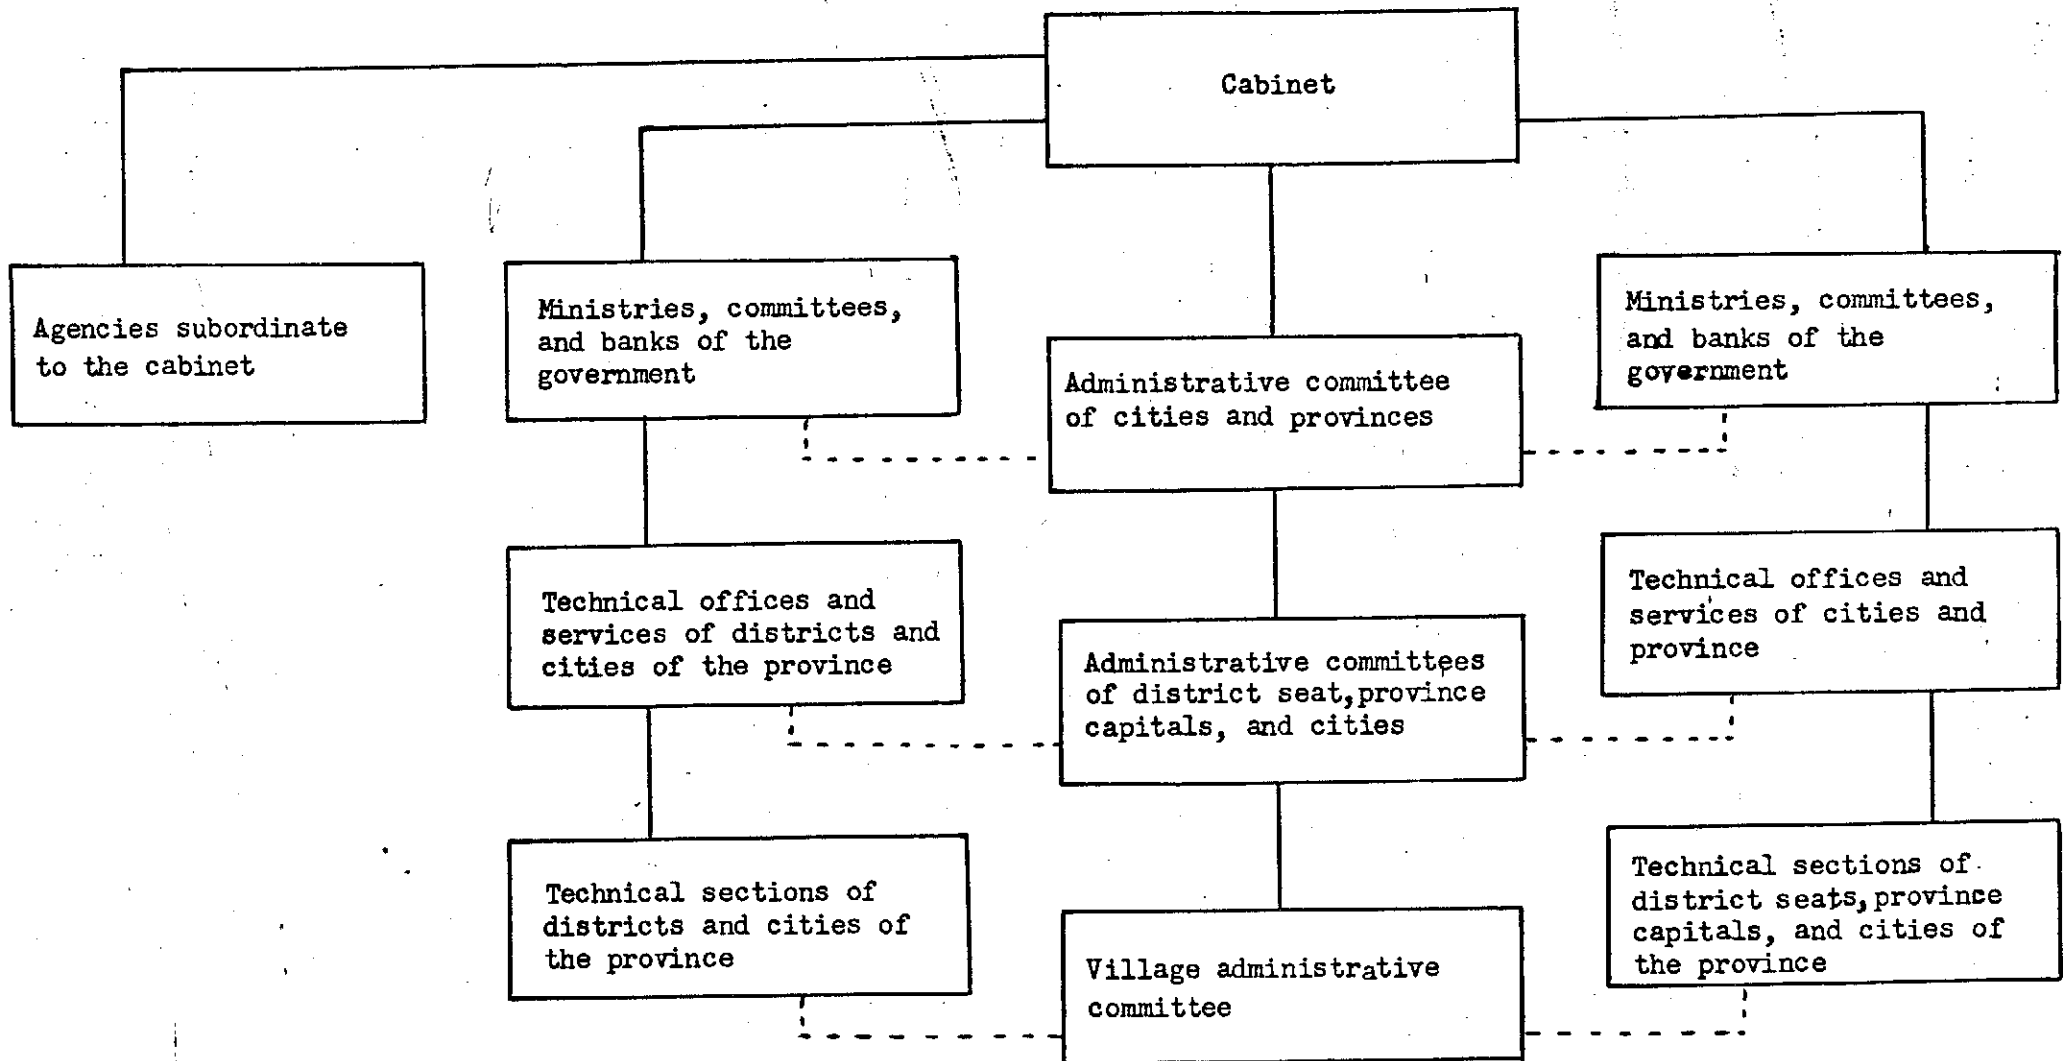 Cabinet
Agencies subordinate
to the cabinet
Ministries, committees,
and banks of the
government
Administrative committee
of cities and provinces
Ministries, committees,
and banks of the
government
Technical offices and
services of districts and
cities of the province
Administrative committees
of district seat, province
capitals, and cities
Technical offices and
services of cities and
province
Technical sections of
districts and cities of
the province
Village administrative
committee
Technical sections of
district seats, province
capitals, and cities of
the province